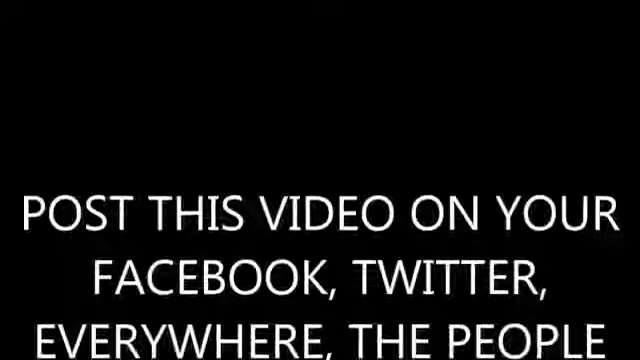 POST THIS VIDEO ON YOUR
FACEBOOK, TWITTER,
EVERYWHERE, THE PEOPLE